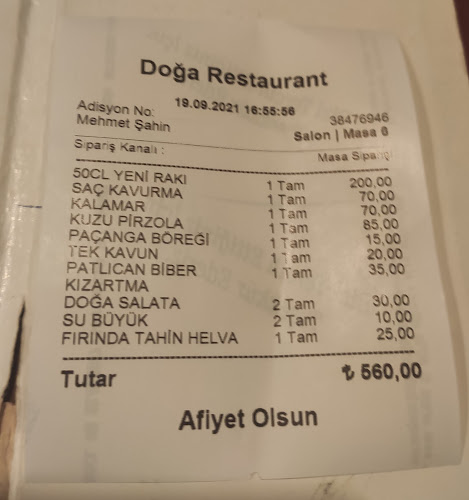 Doğa Restaurant
19.09.2021 16:55:56
Adisyon No: 38476946
Mehmet Şahin Salon | Masa 6
Sipariş Kanalı : Masa Siparişi
50CL YENİ RAKI 1 Tam 200,00
SAÇ KAVURMA 1 Tam 70,00
KALAMAR 1 Tam 70,00
KUZU PİRZOLA 1 Tam 85,00
PAÇANGA BÖREĞİ 1 Tam 15,00
TEK KAVUN 1 Tam 20,00
PATLICAN BİBER 1 Tam 35,00
KIZARTMA
DOĞA SALATA 2 Tam 30,00
SU BÜYÜK 2 Tam 10,00
FIRINDA TAHİN HELVA 1 Tam 25,00
Tutar ₺ 560,00
Afiyet Olsun